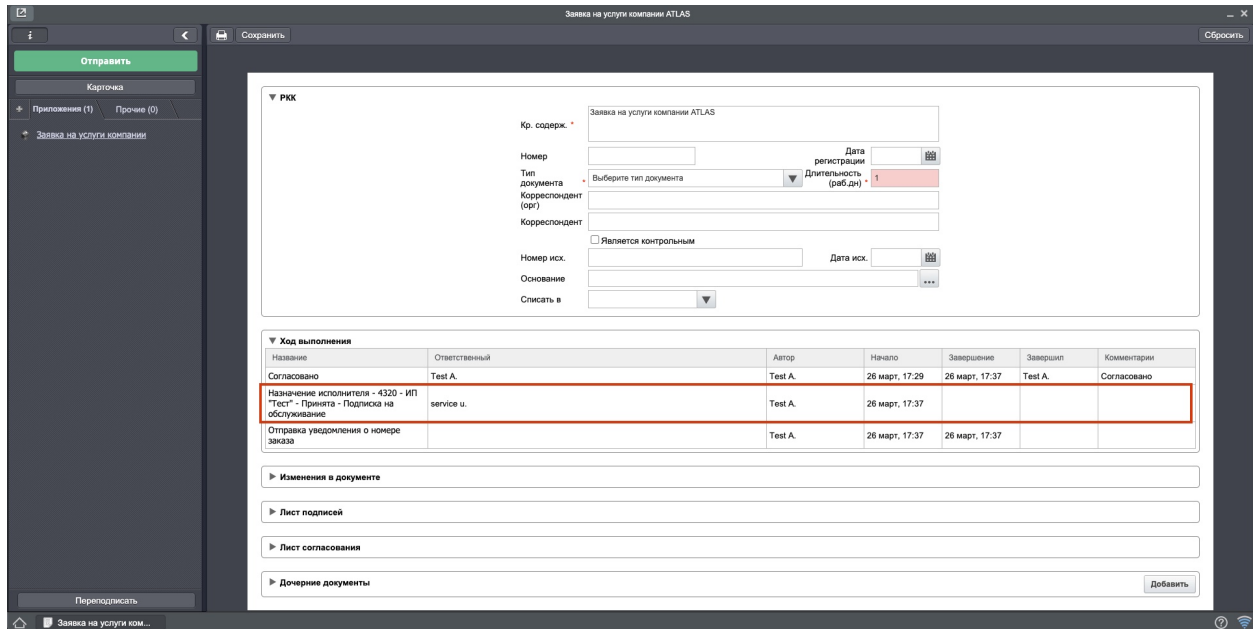 Заявка на услуги компании ATLAS
i
Сохранить
Сбросить
Отправить
Карточка
Приложения (1)
Прочие (0)
Заявка на услуги компании
РКК
Кр. содерж. *
Заявка на услуги компании ATLAS
Номер
Дата
регистрации
Тип
документа *
Выберите тип документа
Длительность
(раб.дн) *
1
Корреспондент
(орг)
Корреспондент
Является контрольным
Номер исх.
Дата исх.
Основание
...
Списать в
Ход выполнения
Название Ответственный Автор Начало Завершение Завершил Комментарии
Согласовано Test A. Test A. 26 март, 17:29 26 март, 17:37 Test A. Согласовано
Назначение исполнителя - 4320 - ИП
"Тест" - Принята - Подписка на
обслуживание
service u. Test A. 26 март, 17:37
Отправка уведомления о номере
заказа
Test A. 26 март, 17:37 26 март, 17:37
Изменения в документе
Лист подписей
Лист согласования
Дочерние документы
Добавить
Переподписать
Заявка на услуги ком...